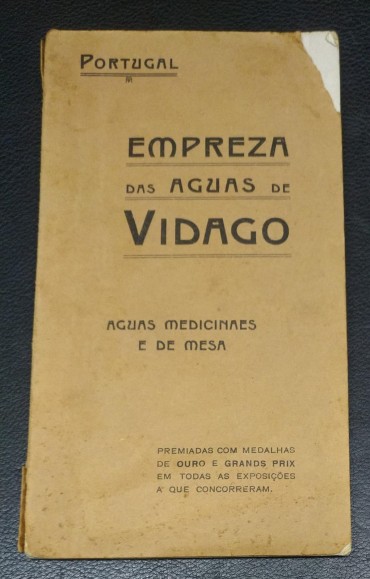 PORTUGAL
EMPREZA
DAS AGUAS DE
VIDAGO
AGUAS MEDICINAES
E DE MESA
PREMIADAS COM MEDALHAS
DE OURO E GRANDS PRIX
EM TODAS AS EXPOSIÇÕES
A' QUE CONCORRERAM.